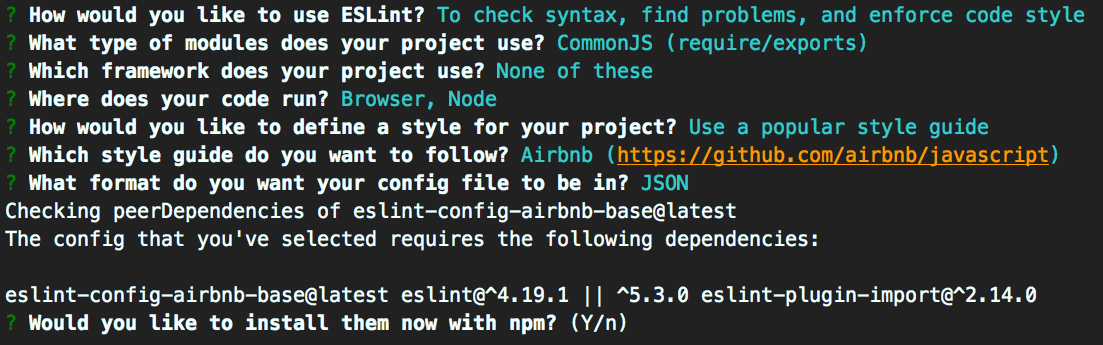 ? How would you like to use ESLint? To check syntax, find problems, and enforce code style
? What type of modules does your project use? CommonJS (require/exports)
? Which framework does your project use? None of these
? Where does your code run? Browser, Node
? How would you like to define a style for your project? Use a popular style guide
? Which style guide do you want to follow? Airbnb (https://github.com/airbnb/javascript)
? What format do you want your config file to be in? JSON
Checking peerDependencies of eslint-config-airbnb-base@latest
The config that you've selected requires the following dependencies:
eslint-config-airbnb-base@latest eslint@^4.19.1 || ^5.3.0 eslint-plugin-import@^2.14.0
? Would you like to install them now with npm? (Y/n)